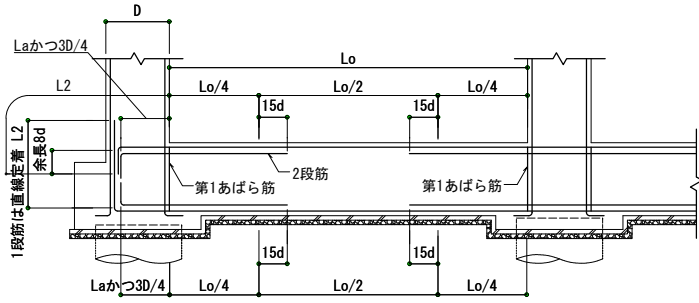 D
Laかつ3D/4
Lo
L2
Lo/4
Lo/2
Lo/4
15d
15d
1段筋は直線定着 L2
余長8d
2段筋
第1あばら筋
第1あばら筋
15d
15d
Laかつ3D/4
Lo/4
Lo/2
Lo/4